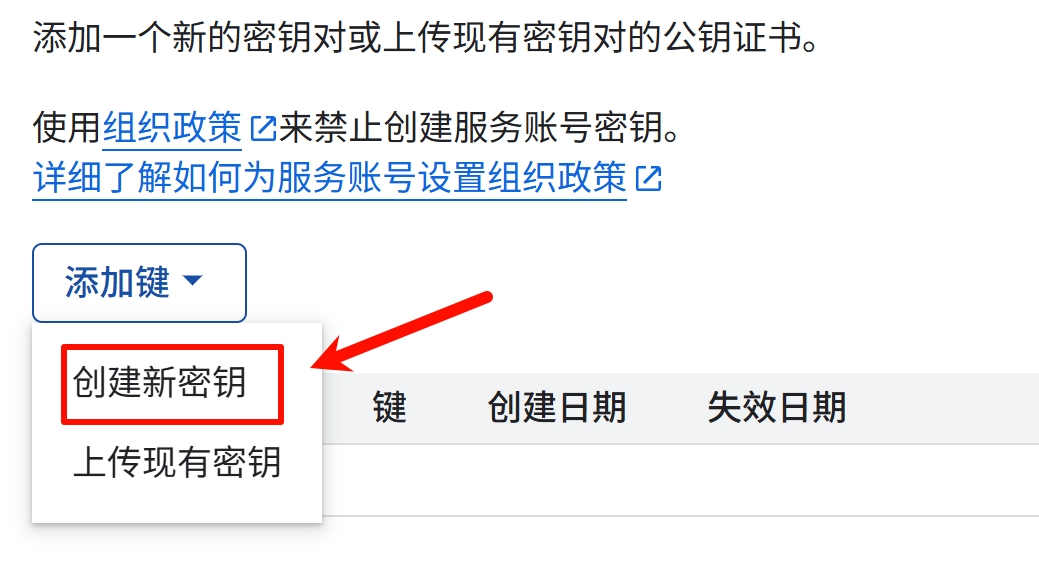 添加一个新的密钥对或上传现有密钥对的公钥证书。
使用组织政策来禁止创建服务账号密钥。
详细了解如何为服务账号设置组织政策
添加键
创建新密钥
键 创建日期 失效日期
上传现有密钥